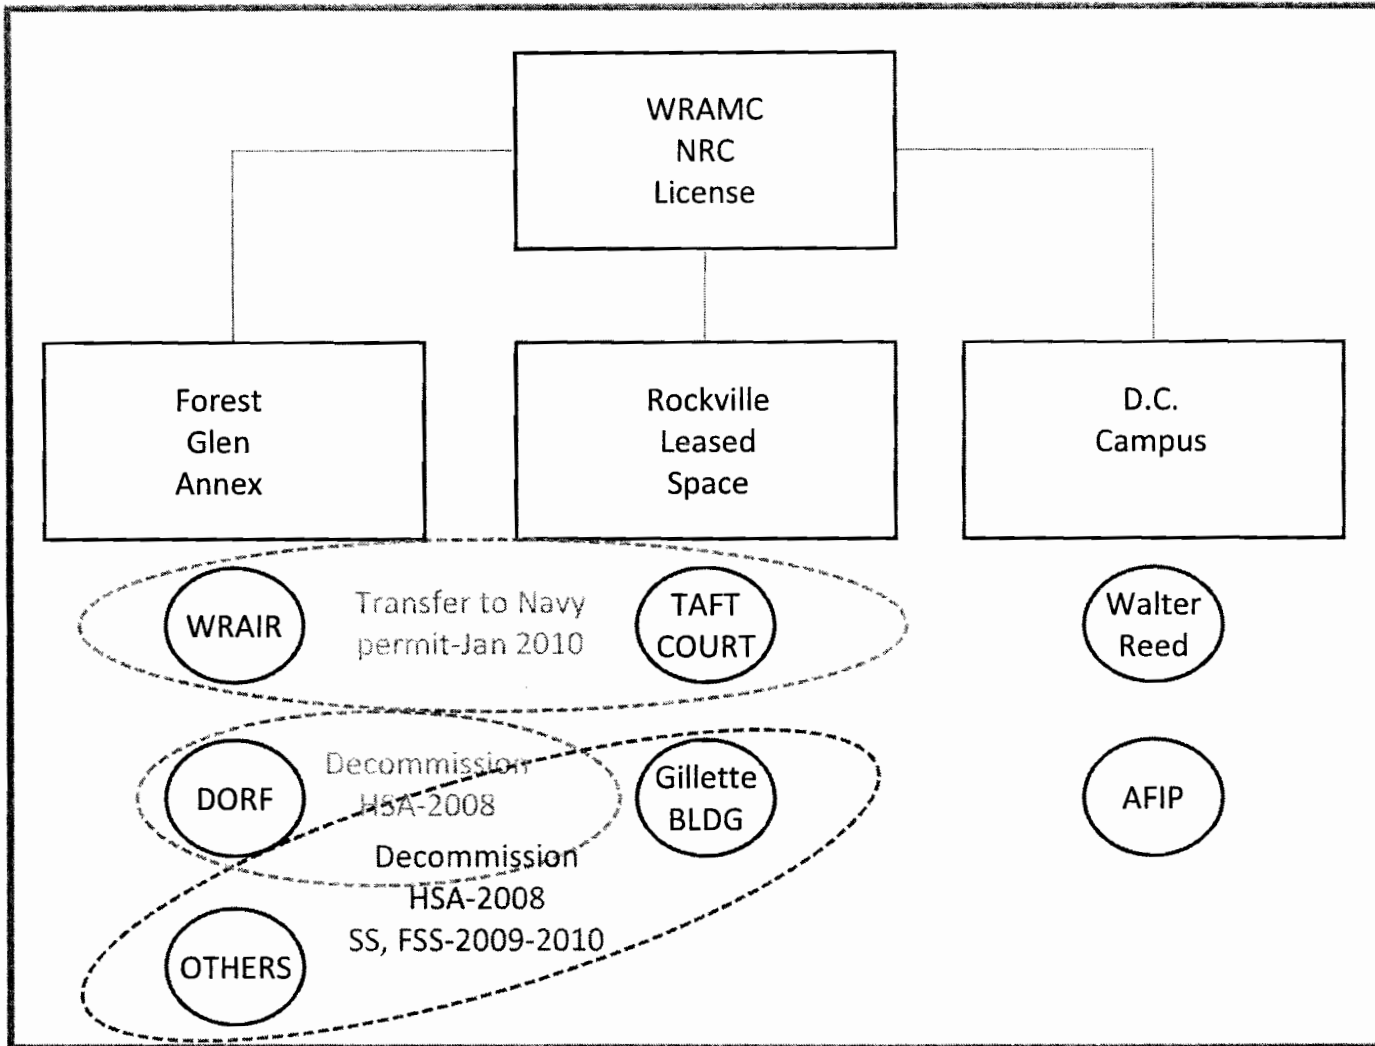 WRAMC
NRC
License
Forest
Glen
Annex
Rockville
Leased
Space
D.C.
Campus
WRAIR
Transfer to Navy
permit-Jan 2010
TAFT
COURT
Walter
Reed
DORF
Decommission
HSA-2008
Gillette
BLDG
AFIP
Decommission
HSA-2008
SS, FSS-2009-2010
OTHERS